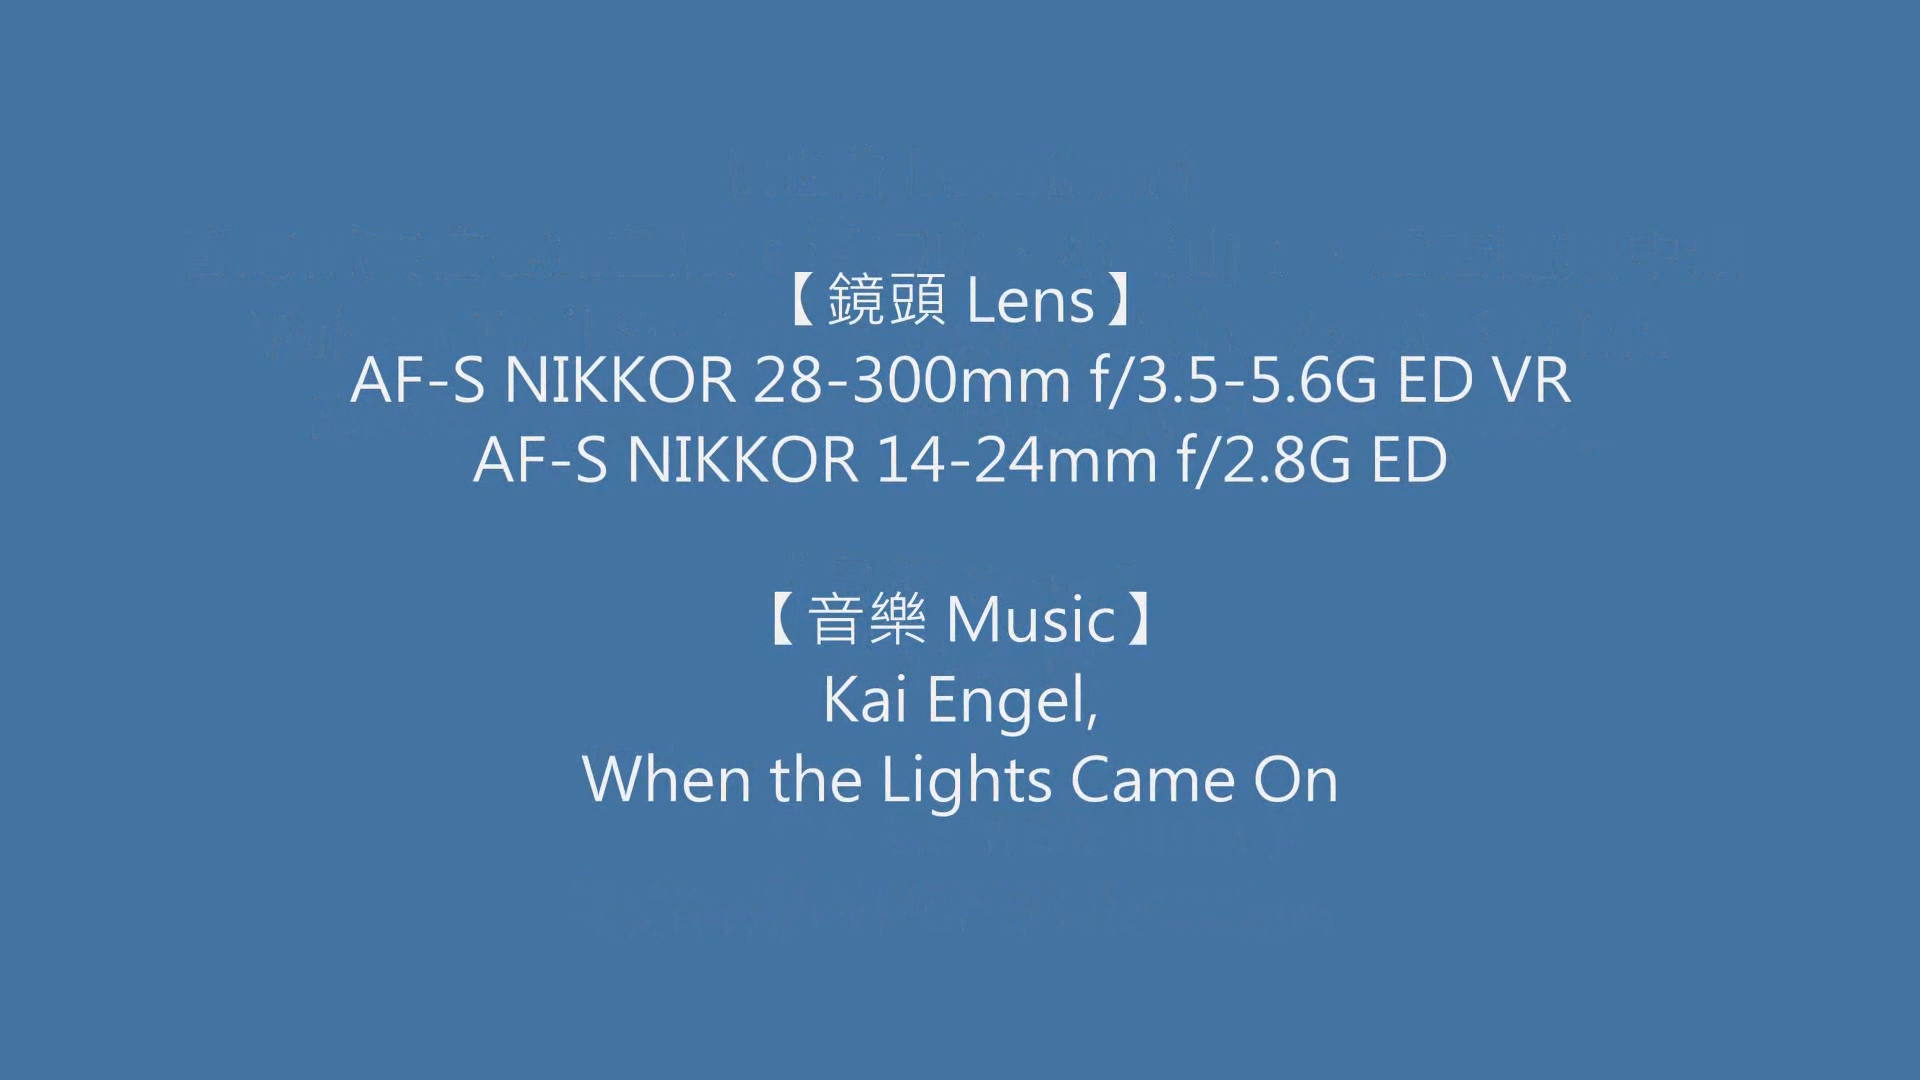 【鏡頭 Lens】
AF-S NIKKOR 28-300mm f/3.5-5.6G ED VR
AF-S NIKKOR 14-24mm f/2.8G ED
【音樂 Music】
Kai Engel,
When the Lights Came On